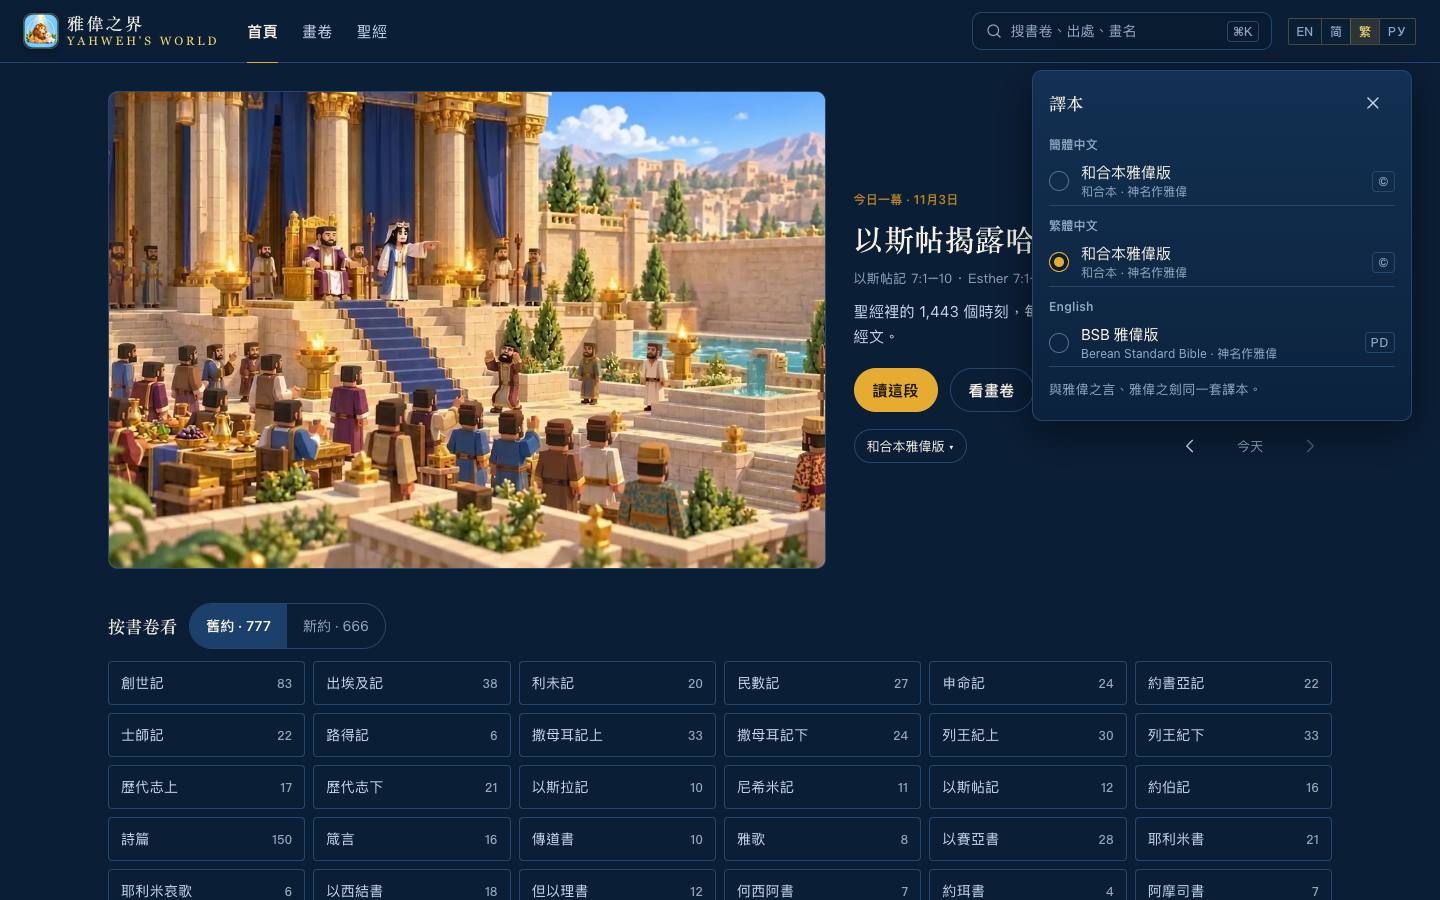 雅偉之界
YAHWEH'S WORLD
首頁
畫卷
聖經
搜書卷、出處、畫名
⌘K
EN
简
繁
РУ
譯本
簡體中文
和合本雅偉版
和合本 · 神名作雅偉
©
繁體中文
和合本雅偉版
和合本 · 神名作雅偉
©
English
BSB 雅偉版
Berean Standard Bible · 神名作雅偉
PD
與雅偉之言、雅偉之劍同一套譯本。
今日一幕 · 11月3日
以斯帖揭露哈
以斯帖記 7:1–10 · Esther 7:1-
聖經裡的 1,443 個時刻，每
經文。
讀這段
看畫卷
和合本雅偉版 ▾
今天
按書卷看
舊約 · 777
新約 · 666
創世記 83
出埃及記 38
利未記 20
民數記 27
申命記 24
約書亞記 22
士師記 22
路得記 6
撒母耳記上 33
撒母耳記下 24
列王紀上 30
列王紀下 33
歷代志上 17
歷代志下 21
以斯拉記 10
尼希米記 11
以斯帖記 12
約伯記 16
詩篇 150
箴言 16
傳道書 10
雅歌 8
以賽亞書 28
耶利米書 21
耶利米哀歌 6
以西結書 18
但以理書 12
何西阿書 7
約珥書 4
阿摩司書 7